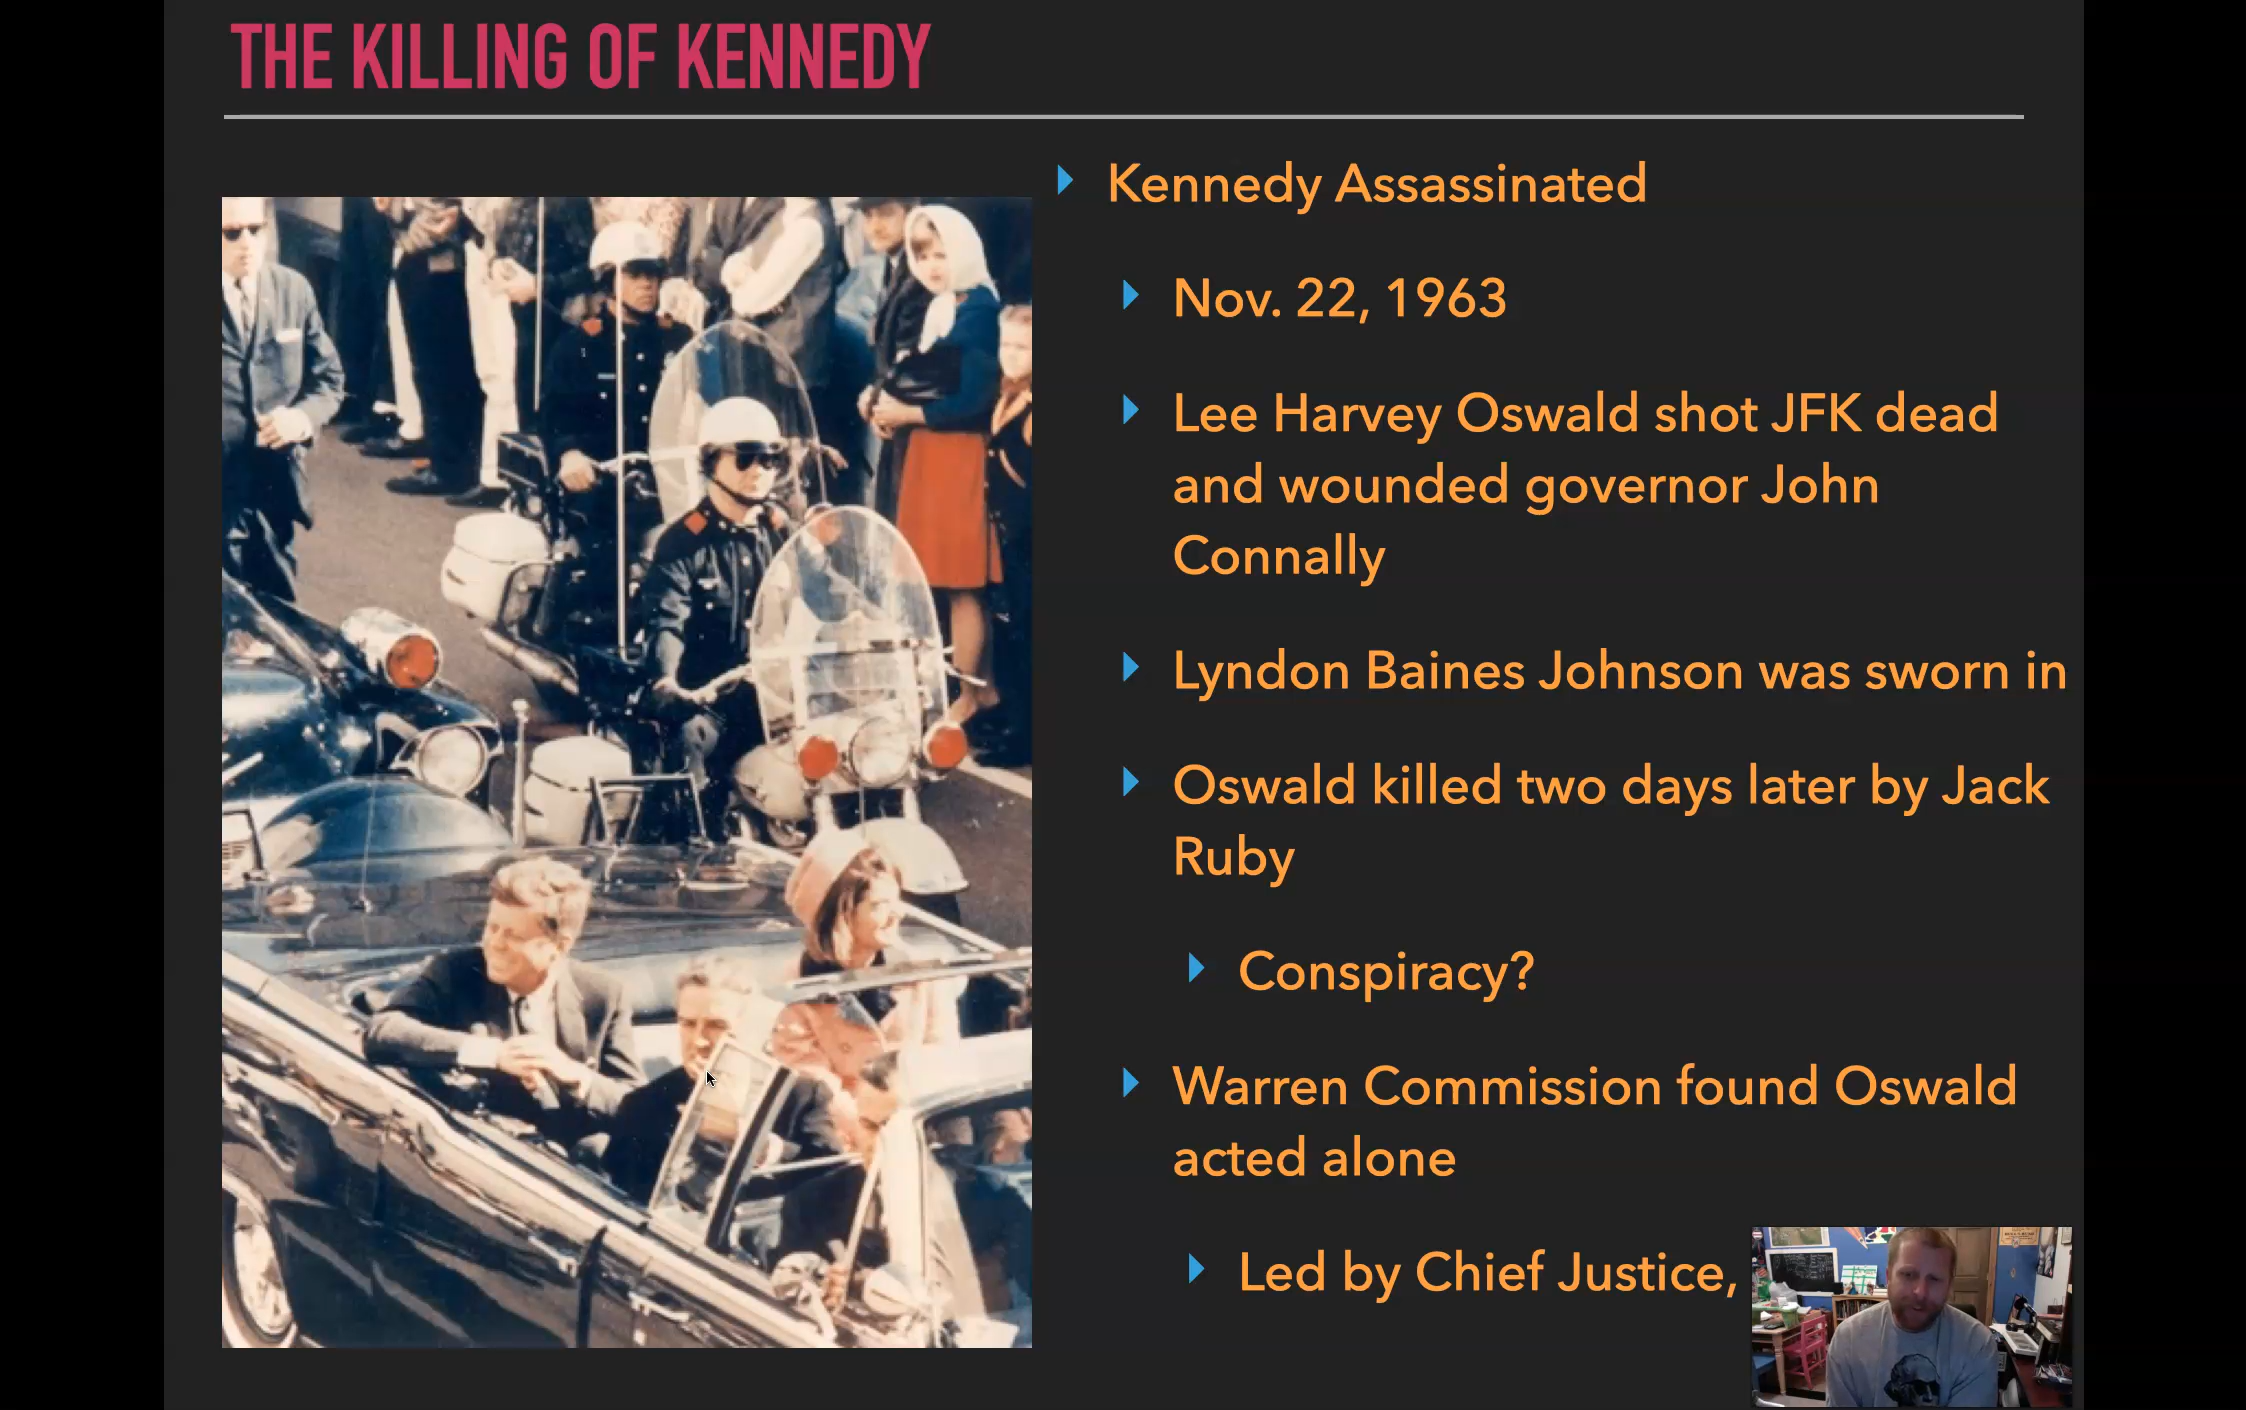 THE KILLING OF KENNEDY
Kennedy Assassinated
Nov. 22, 1963
Lee Harvey Oswald shot JFK dead
and wounded governor John
Connally
Lyndon Baines Johnson was sworn in
Oswald killed two days later by Jack
Ruby
Conspiracy?
Warren Commission found Oswald
acted alone
Led by Chief Justice,